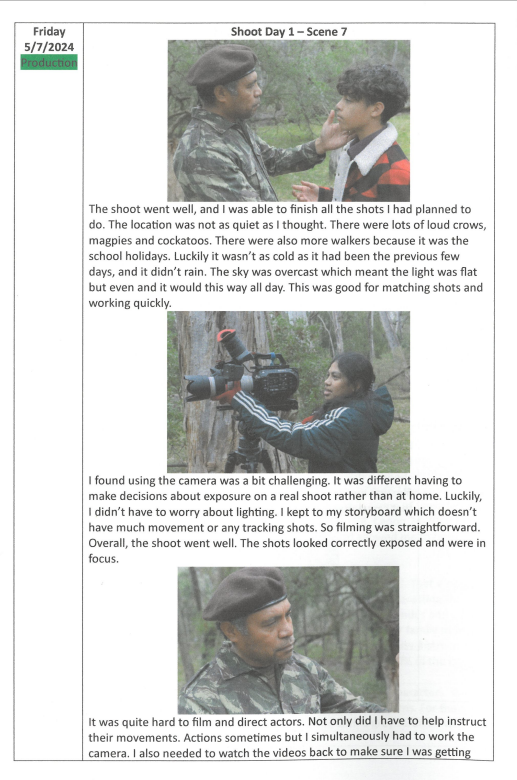 Friday
5/7/2024
Production
Shoot Day 1 – Scene 7
The shoot went well, and I was able to finish all the shots I had planned to
do. The location was not as quiet as I thought. There were lots of loud crows,
magpies and cockatoos. There were also more walkers because it was the
school holidays. Luckily it wasn't as cold as it had been the previous few
days, and it didn't rain. The sky was overcast which meant the light was flat
but even and it would this way all day. This was good for matching shots and
working quickly.
I found using the camera was a bit challenging. It was different having to
make decisions about exposure on a real shoot rather than at home. Luckily,
I didn't have to worry about lighting. I kept to my storyboard which doesn't
have much movement or any tracking shots. So filming was straightforward.
Overall, the shoot went well. The shots looked correctly exposed and were in
focus.
It was quite hard to film and direct actors. Not only did I have to help instruct
their movements. Actions sometimes but I simultaneously had to work the
camera. I also needed to watch the videos back to make sure I was getting